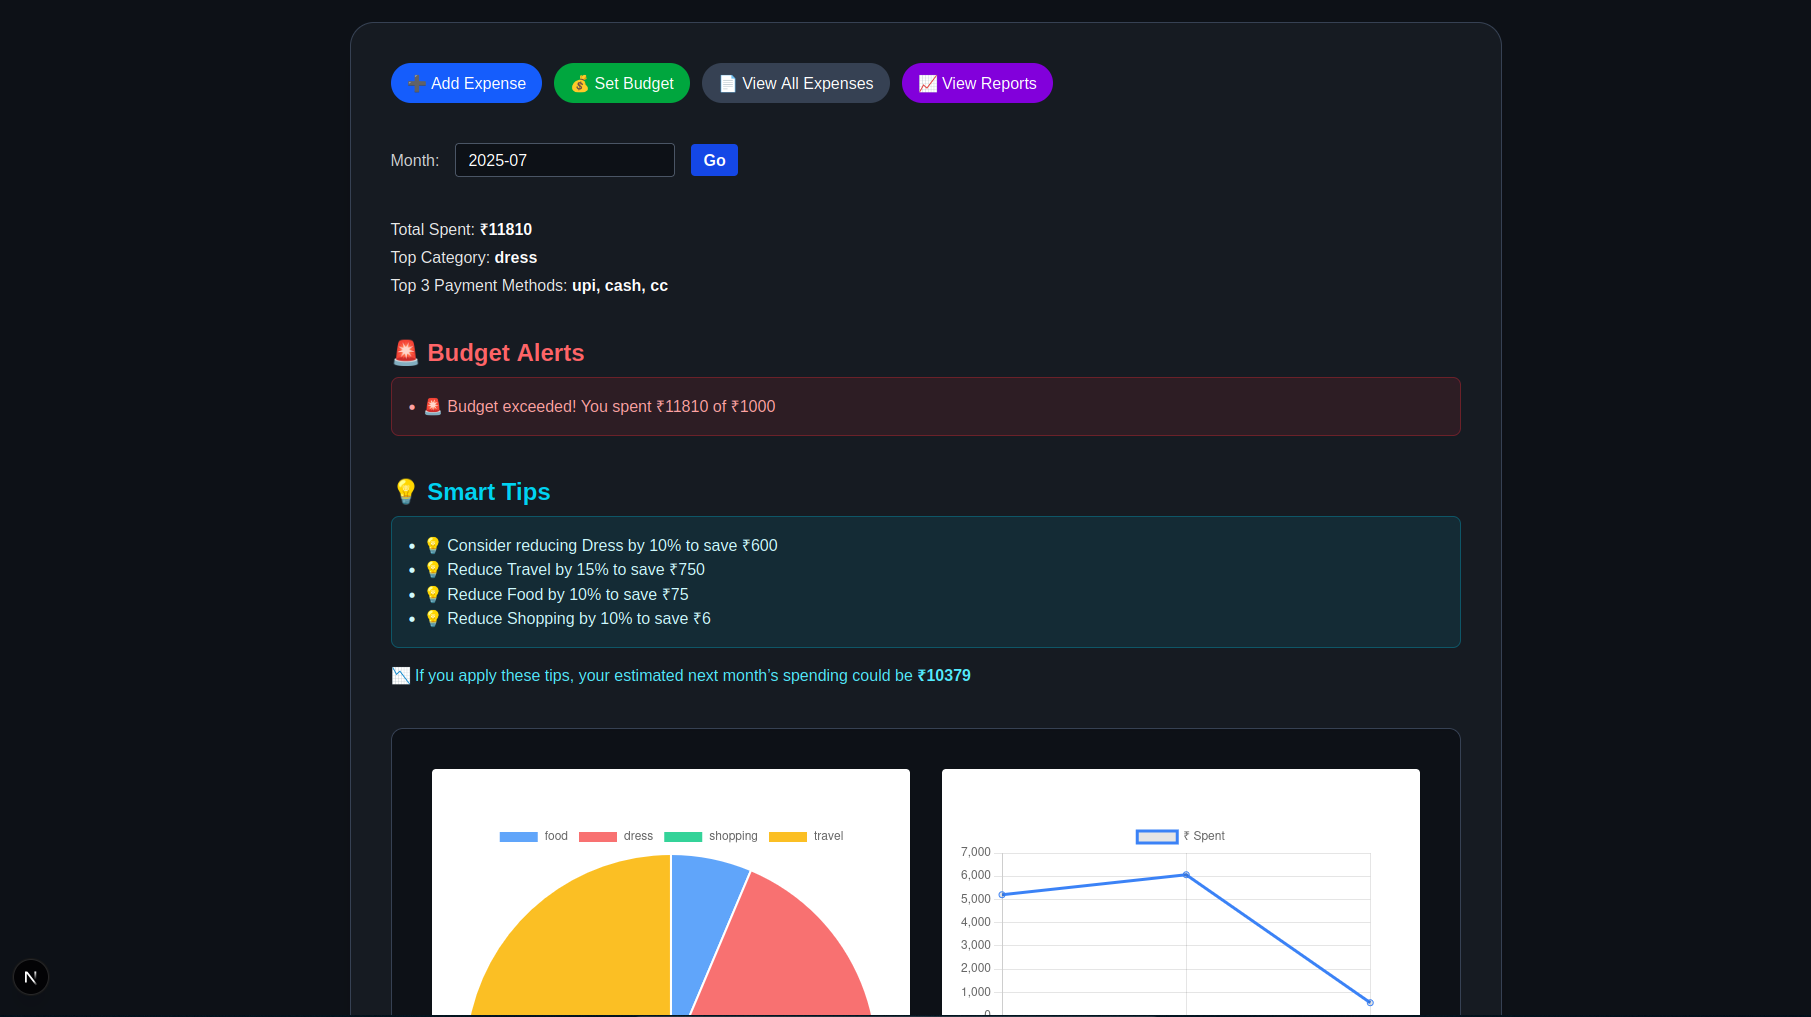 ➕ Add Expense
💰 Set Budget
📄 View All Expenses
📈 View Reports
Month: 2025-07 Go
Total Spent: ₹11810
Top Category: dress
Top 3 Payment Methods: upi, cash, cc
🚨 Budget Alerts
• 🚨 Budget exceeded! You spent ₹11810 of ₹1000
💡 Smart Tips
• 💡 Consider reducing Dress by 10% to save ₹600
• 💡 Reduce Travel by 15% to save ₹750
• 💡 Reduce Food by 10% to save ₹75
• 💡 Reduce Shopping by 10% to save ₹6
📉 If you apply these tips, your estimated next month's spending could be ₹10379
food dress shopping travel
₹ Spent
7,000
6,000
5,000
4,000
3,000
2,000
1,000
0
N